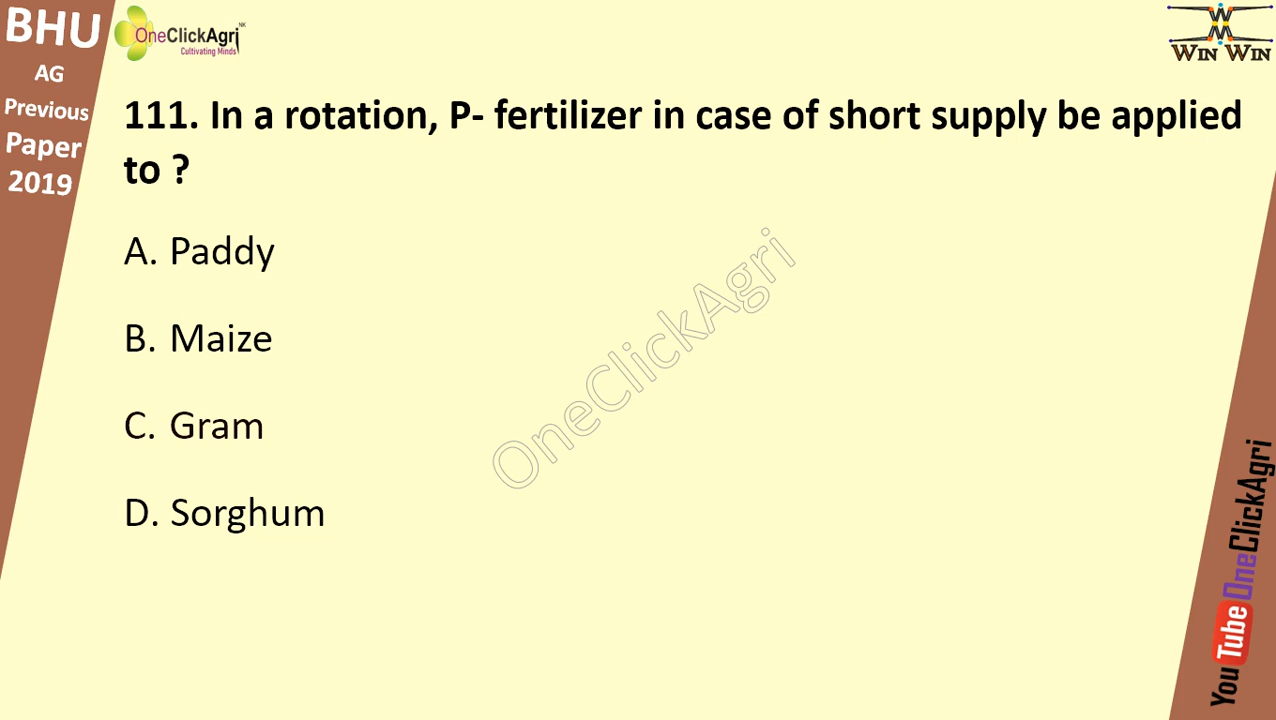 BHU
AG
Previous
Paper
2019
OneClickAgri NK
Cultivating Minds
WIN WIN
111. In a rotation, P- fertilizer in case of short supply be applied
to ?
A. Paddy
B. Maize
C. Gram
D. Sorghum
OneClickAgri
YouTube OneClickAgri